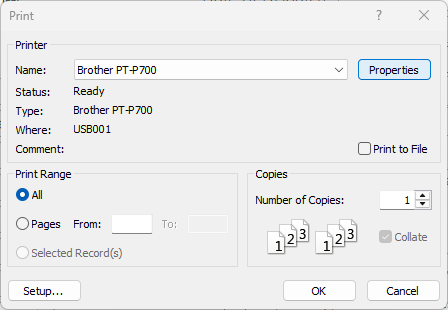 Print
?
Printer
Name: Brother PT-P700 Properties
Status: Ready
Type: Brother PT-P700
Where: USB001
Comment: Print to File
Print Range
All
Pages From: To:
Selected Record(s)
Copies
Number of Copies: 1
1 2 3 1 2 3
Collate
Setup... OK Cancel